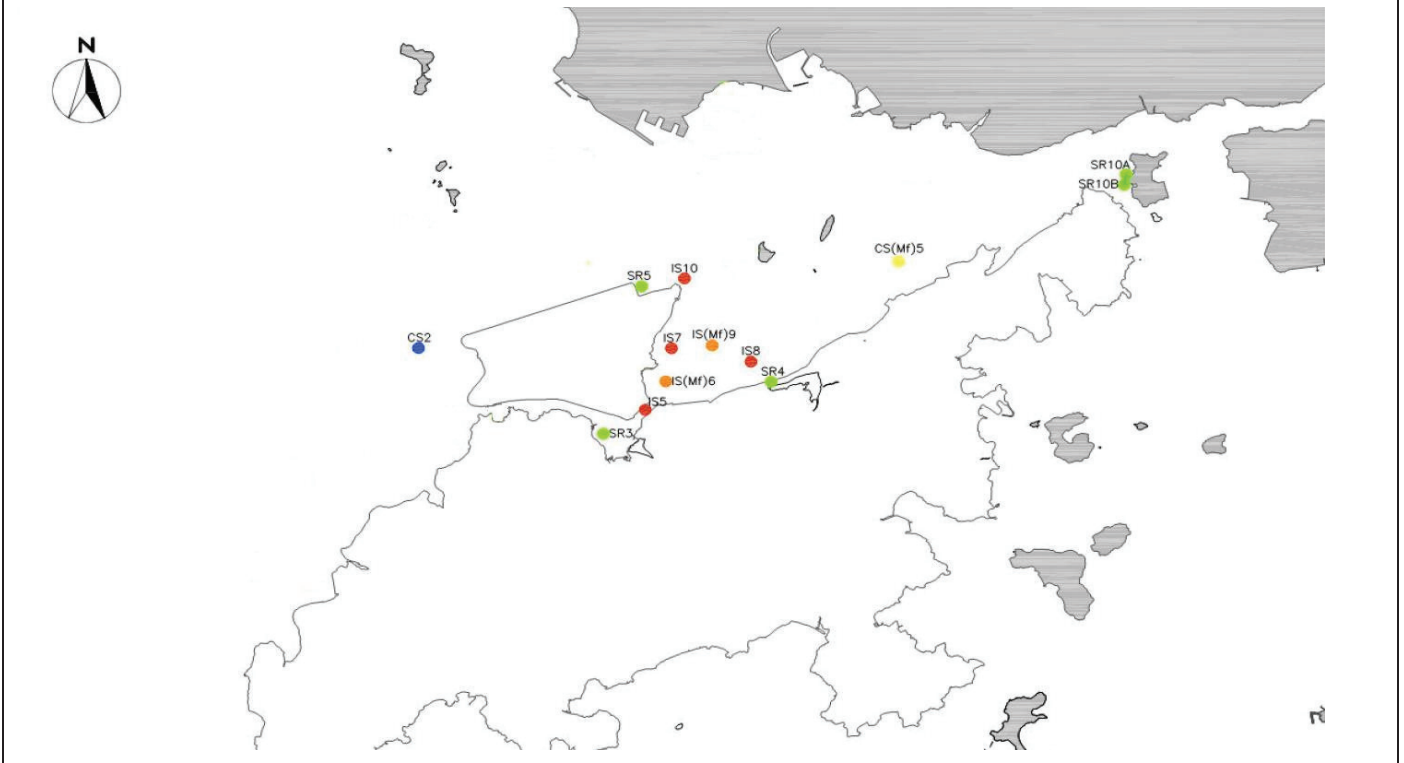 N
SR10A
SR10B
CS(Mf)5
IS10
SR5
CS2
IS7
IS(Mf)9
IS8
SR4
IS(Mf)6
IS5
SR3